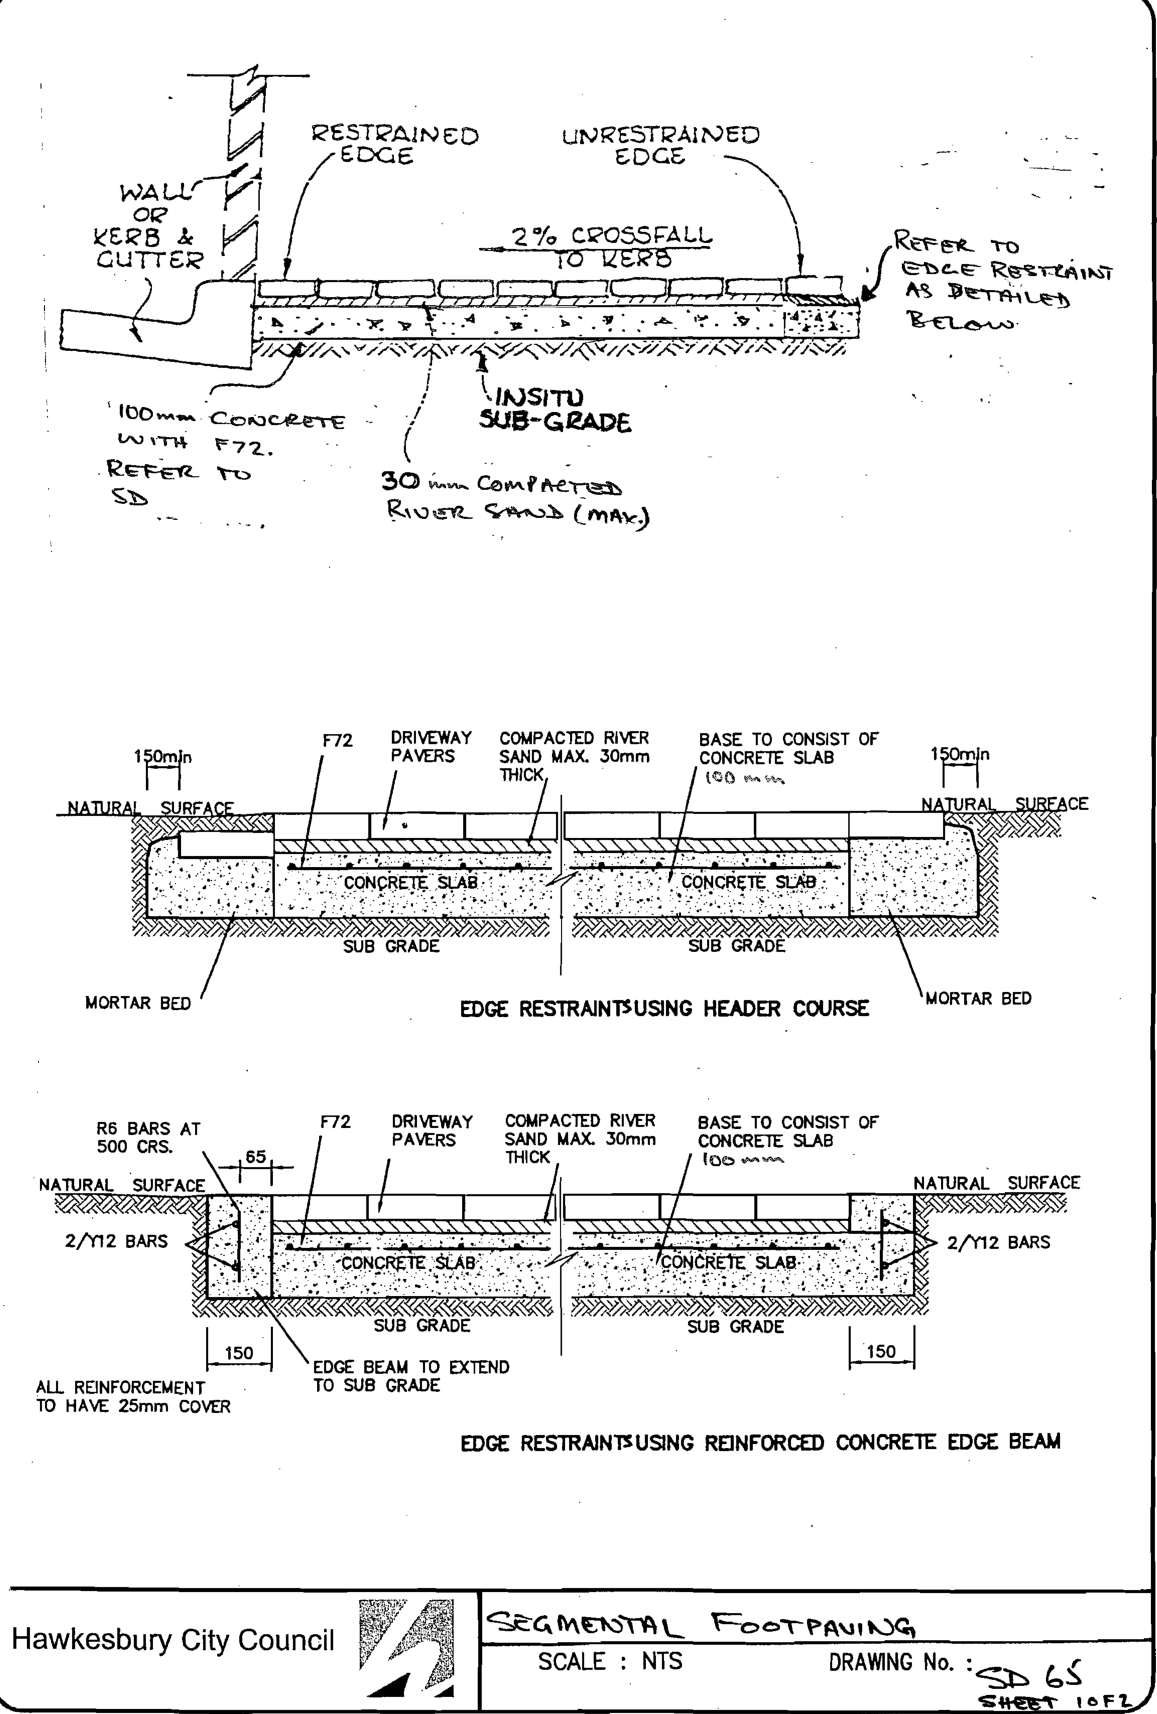 RESTRAINED
EDGE
UNRESTRAINED
EDGE
WALL
OR
KERB &
GUTTER
2% CROSSFALL
TO KERB
REFER TO
EDGE RESTRAINT
AS DETAILED
BELOW
100mm CONCRETE
WITH F72.
REFER TO
SD
INSITU
SUB-GRADE
30mm COMPACTED
RIVER SAND (MAX.)
150min
F72
DRIVEWAY
PAVERS
COMPACTED RIVER
SAND MAX. 30mm
THICK
BASE TO CONSIST OF
CONCRETE SLAB
100 mm
150min
NATURAL SURFACE
NATURAL SURFACE
CONCRETE SLAB
CONCRETE SLAB
SUB GRADE
SUB GRADE
MORTAR BED
MORTAR BED
EDGE RESTRAINTS USING HEADER COURSE
R6 BARS AT
500 CRS.
65
F72
DRIVEWAY
PAVERS
COMPACTED RIVER
SAND MAX. 30mm
THICK
BASE TO CONSIST OF
CONCRETE SLAB
100 mm
NATURAL SURFACE
NATURAL SURFACE
2/Y12 BARS
2/Y12 BARS
CONCRETE SLAB
CONCRETE SLAB
SUB GRADE
SUB GRADE
150
150
EDGE BEAM TO EXTEND
TO SUB GRADE
ALL REINFORCEMENT
TO HAVE 25mm COVER
EDGE RESTRAINTS USING REINFORCED CONCRETE EDGE BEAM
Hawkesbury City Council
SEGMENTAL FOOTPAVING
SCALE : NTS
DRAWING No. : SD 65
SHEET 1 OF 2